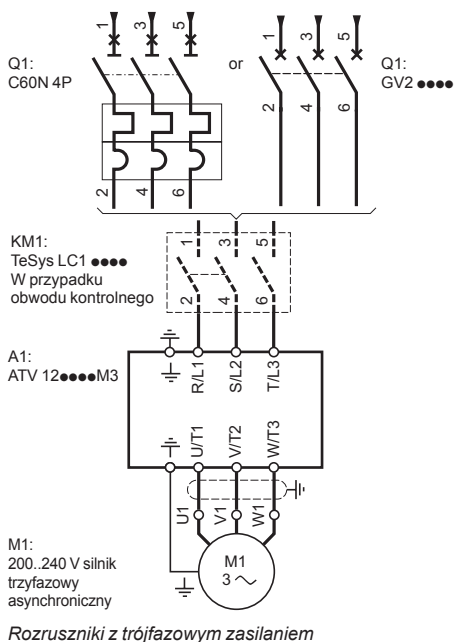 1 3 5
Q1:
C60N 4P
2 4 6
or
1 3 5
2 4 6
Q1:
GV2 ●●●●
KM1:
TeSys LC1 ●●●●
W przypadku
obwodu kontrolnego
1 3 5
2 4 6
A1:
ATV 12●●●●M3
R/L1 S/L2 T/L3
U/T1 V/T2 W/T3
U1 V1 W1
M1:
200..240 V silnik
trzyfazowy
asynchroniczny
M1
3 ∼
Rozruszniki z trójfazowym zasilaniem